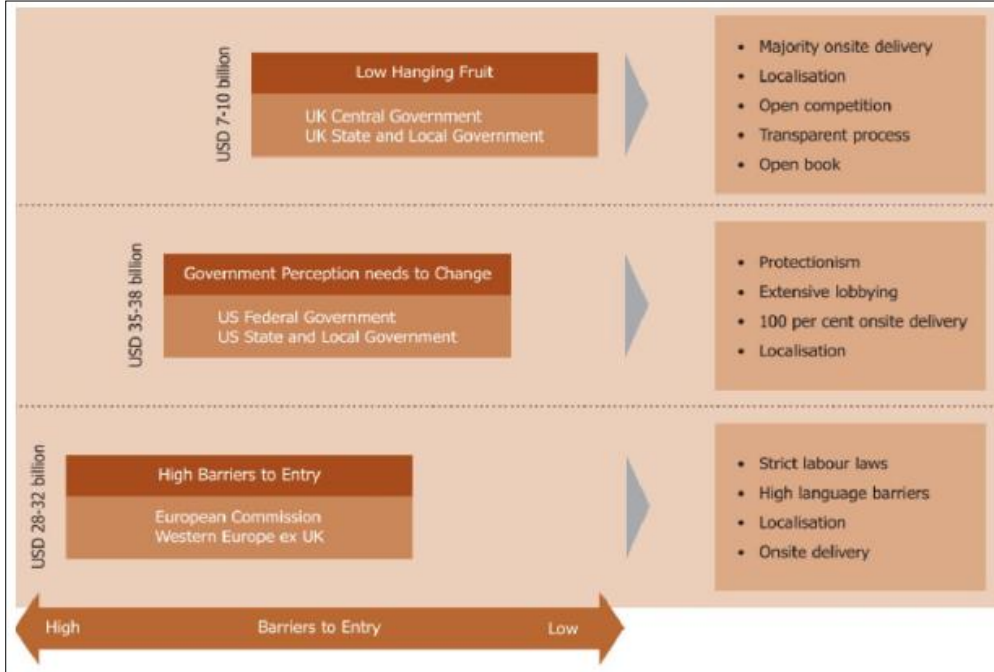 USD 7-10 billion
Low Hanging Fruit
UK Central Government
UK State and Local Government
• Majority onsite delivery
• Localisation
• Open competition
• Transparent process
• Open book
USD 35-38 billion
Government Perception needs to Change
US Federal Government
US State and Local Government
• Protectionism
• Extensive lobbying
• 100 per cent onsite delivery
• Localisation
USD 28-32 billion
High Barriers to Entry
European Commission
Western Europe ex UK
• Strict labour laws
• High language barriers
• Localisation
• Onsite delivery
High Barriers to Entry Low